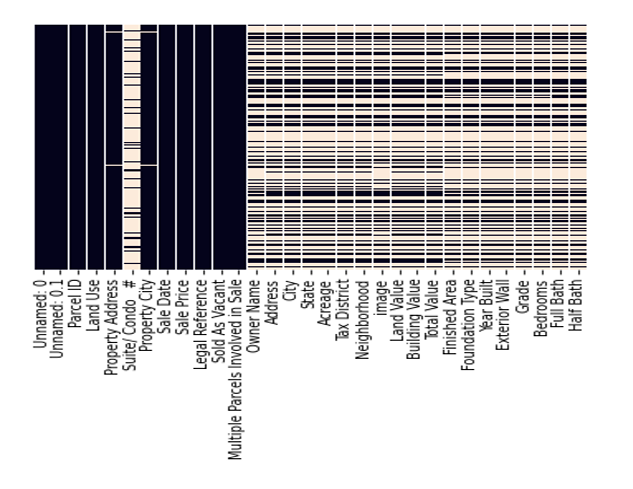 Unnamed: 0
Unnamed: 0.1
Parcel ID
Land Use
Property Address
Suite/ Condo #
Property City
Sale Date
Sale Price
Legal Reference
Sold As Vacant
Multiple Parcels Involved in Sale
Owner Name
Address
City
State
Acreage
Tax District
Neighborhood
image
Land Value
Building Value
Total Value
Finished Area
Foundation Type
Year Built
Exterior Wall
Grade
Bedrooms
Full Bath
Half Bath